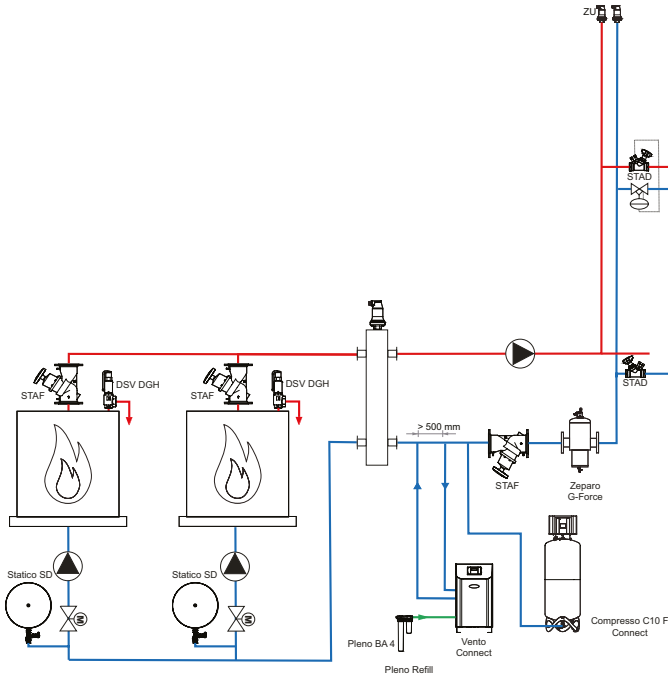 ZU
STAD
STAD
STAF
DSV DGH
STAF
DSV DGH
> 500 mm
STAF
Zeparo
G-Force
Statico SD
M
Statico SD
M
Pleno BA 4
Pleno Refill
Vento
Connect
Compresso C10 F
Connect